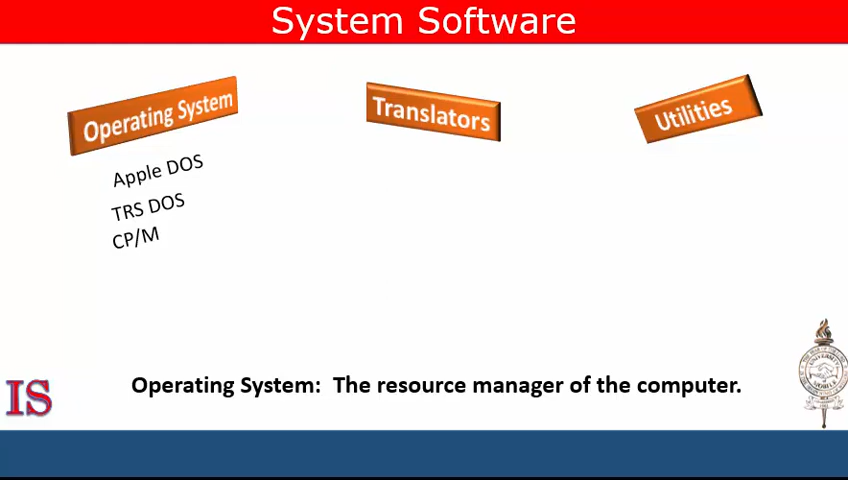 System Software
Operating System
Translators
Utilities
Apple DOS
TRS DOS
CP/M
Operating System: The resource manager of the computer.
IS
UNIVERSITY